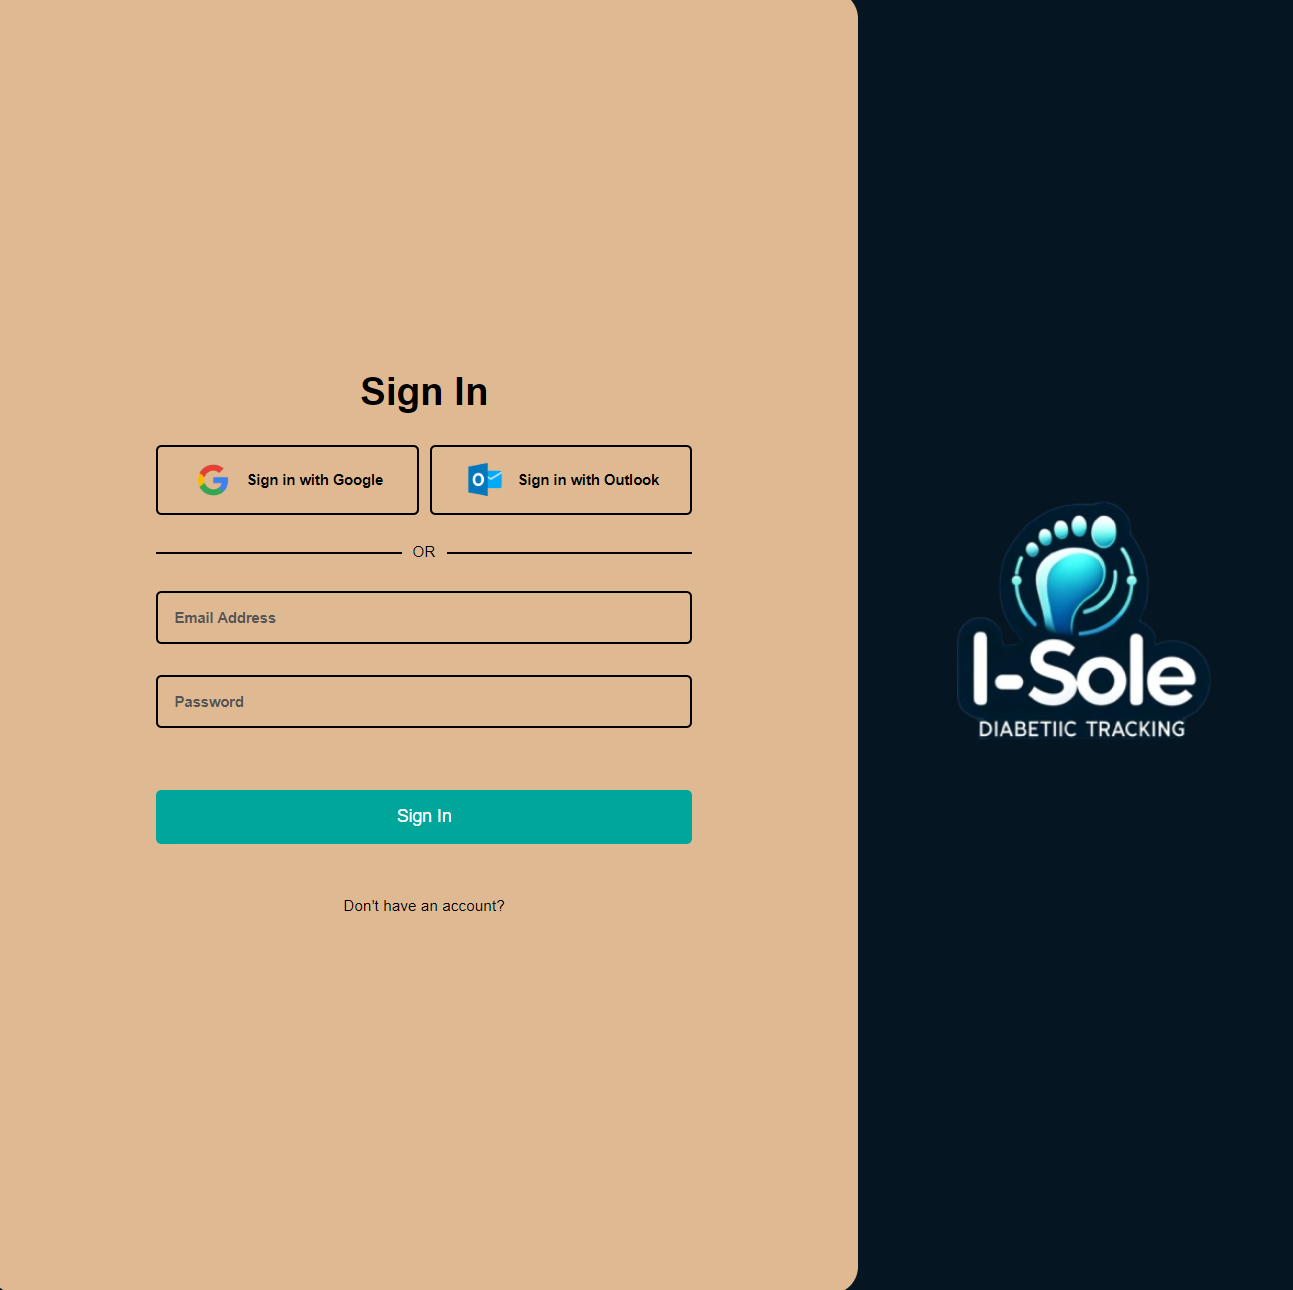 Sign In
Sign in with Google
Sign in with Outlook
OR
Email Address
Password
Sign In
Don't have an account?
I-Sole
DIABETIIC TRACKING